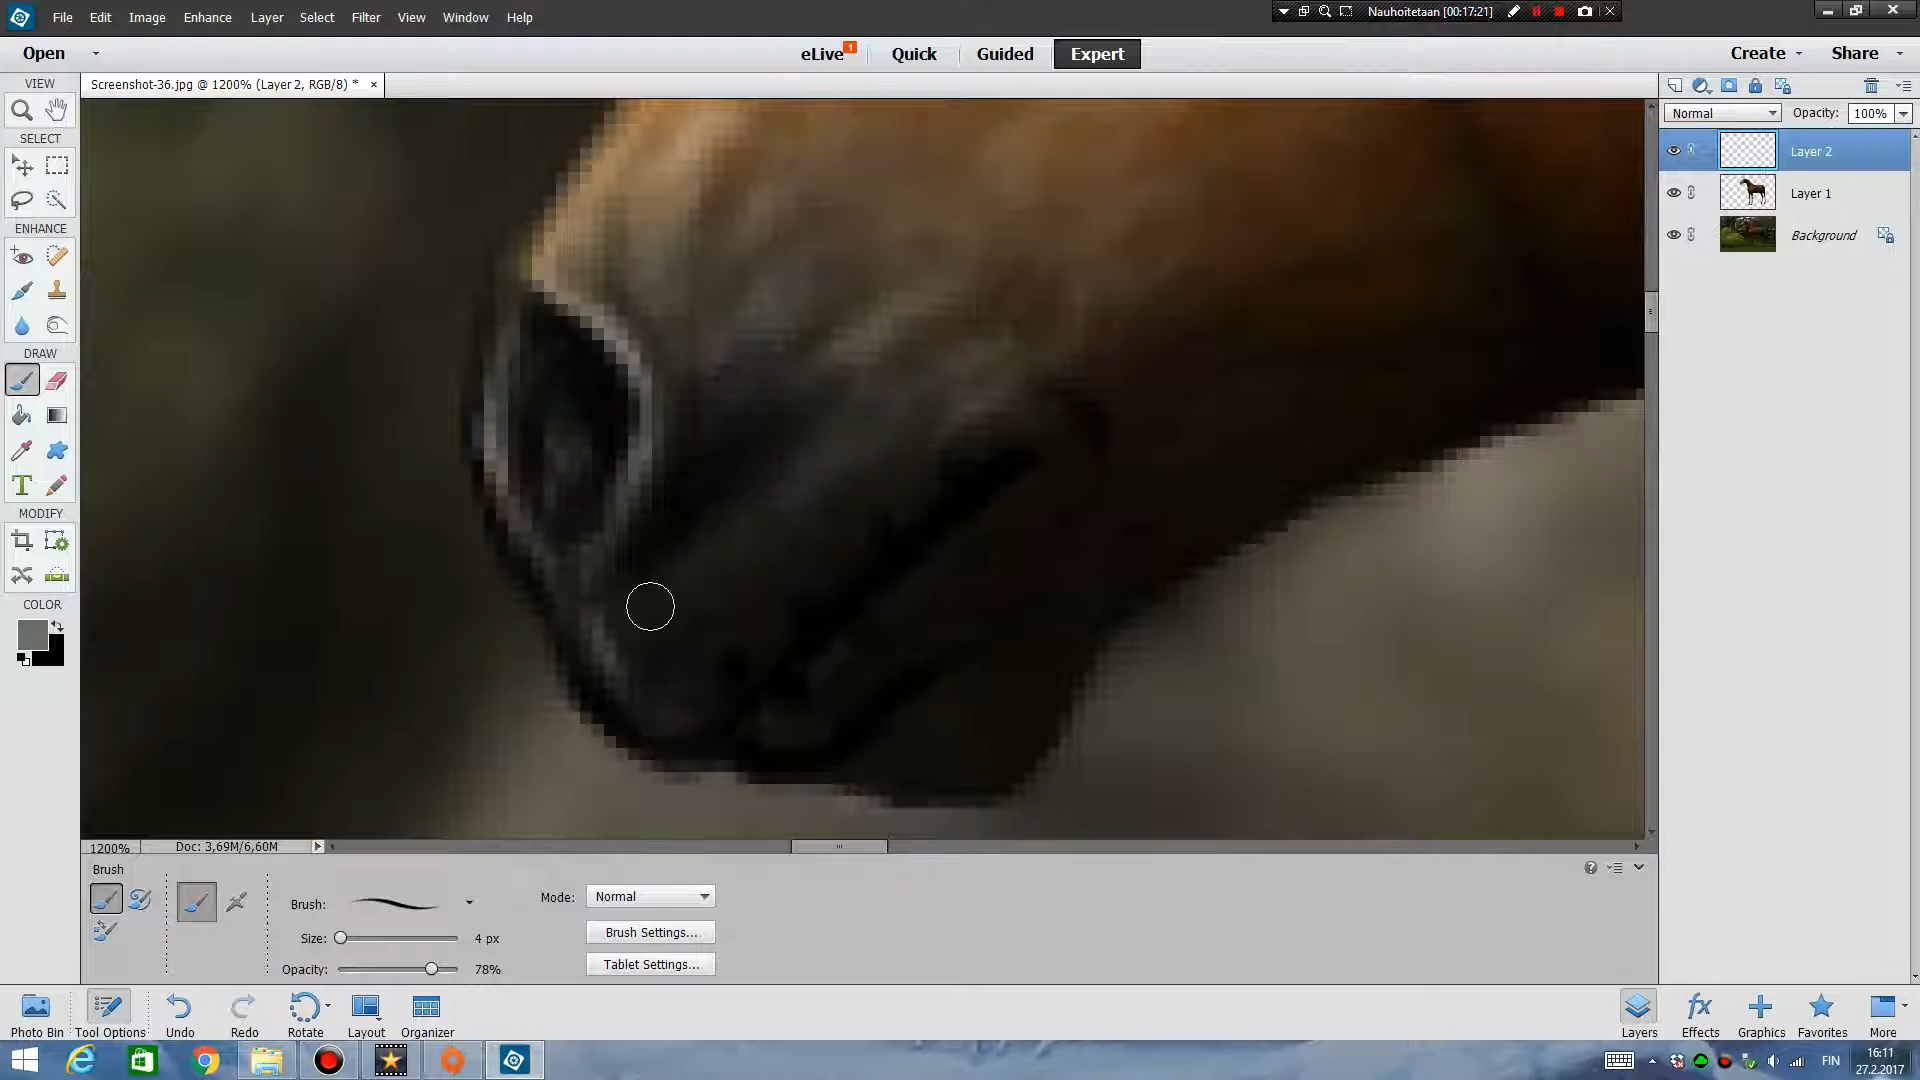 File Edit Image Enhance Layer Select Filter View Window Help
Nauhoitetaan [00:17:21]
Open
eLive 1 Quick Guided Expert
Create Share
VIEW
Screenshot-36.jpg @ 1200% (Layer 2, RGB/8) * ×
Normal Opacity: 100%
SELECT
Layer 2
Layer 1
ENHANCE
Background
DRAW
T
MODIFY
COLOR
1200% Doc: 3,69M/6,60M
Brush
Brush: Mode: Normal
Brush Settings...
Size: 4 px
Tablet Settings...
Opacity: 78%
fx
Photo Bin Tool Options Undo Redo Rotate Layout Organizer Layers Effects Graphics Favorites More
FIN 16:11
27.2.2017